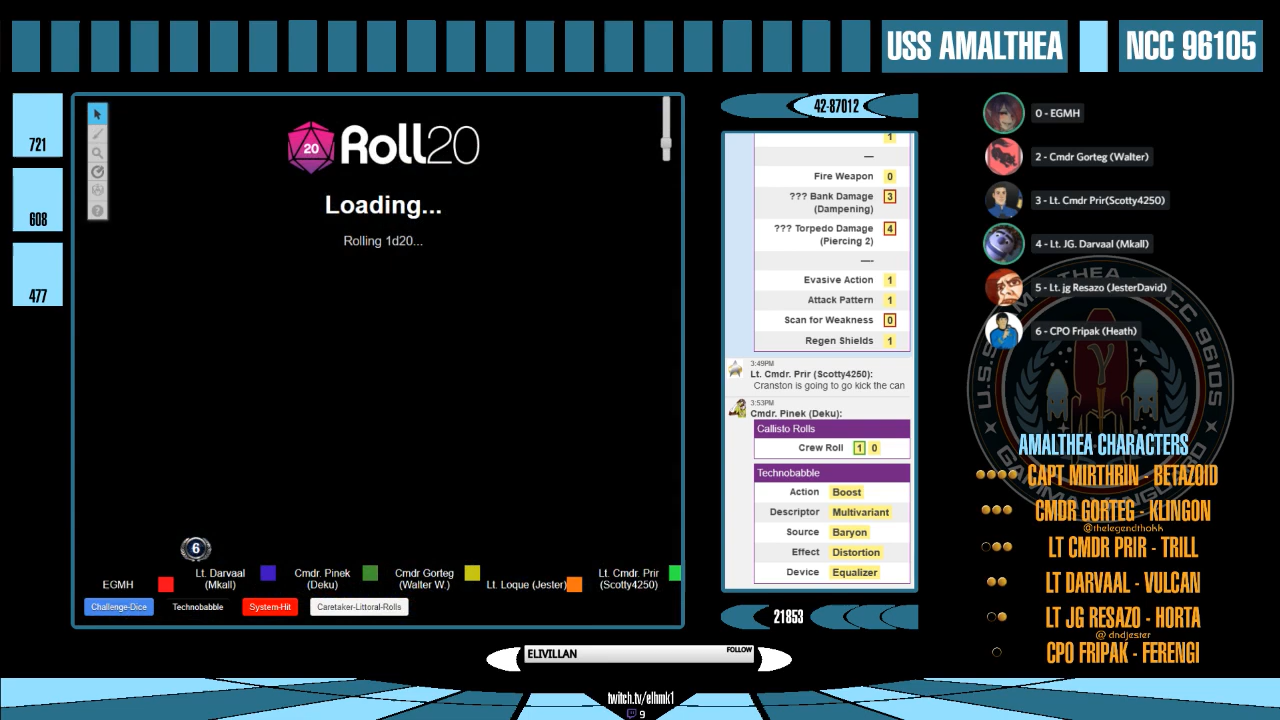 USS AMALTHEA
NCC 96105
721
608
477
20
Roll20
Loading...
Rolling 1d20...
6
EGMH
Lt. Darvaal
(Mkall)
Cmdr. Pinek
(Deku)
Cmdr Gorteg
(Walter W.)
Lt. Loque (Jester)
Lt. Cmdr. Prir
(Scotty4250)
Challenge-Dice
Technobabble
System-Hit
Caretaker-Littoral-Rolls
42-87012
1
—
Fire Weapon 0
??? Bank Damage 3
(Dampening)
??? Torpedo Damage 4
(Piercing 2)
—-
Evasive Action 1
Attack Pattern 1
Scan for Weakness 0
Regen Shields 1
3:49PM
Lt. Cmdr. Prir (Scotty4250):
Cranston is going to go kick the can
3:53PM
Cmdr. Pinek (Deku):
Callisto Rolls
Crew Roll 1 0
Technobabble
Action Boost
Descriptor Multivariant
Source Baryon
Effect Distortion
Device Equalizer
21853
0 - EGMH
2 - Cmdr Gorteg (Walter)
3 - Lt. Cmdr Prir(Scotty4250)
4 - Lt. JG. Darvaal (Mkall)
5 - Lt. jg Resazo (JesterDavid)
6 - CPO Fripak (Heath)
AMALTHEA CHARACTERS
CAPT MIRTHRIN - BETAZOID
CMDR GORTEG - KLINGON
@thelegendthokk
LT CMDR PRIR - TRILL
LT DARVAAL - VULCAN
LT JG RESAZO - HORTA
@dndjester
CPO FRIPAK - FERENGI
ELIVILLAN
FOLLOW
twitch.tv/elhmk1
9